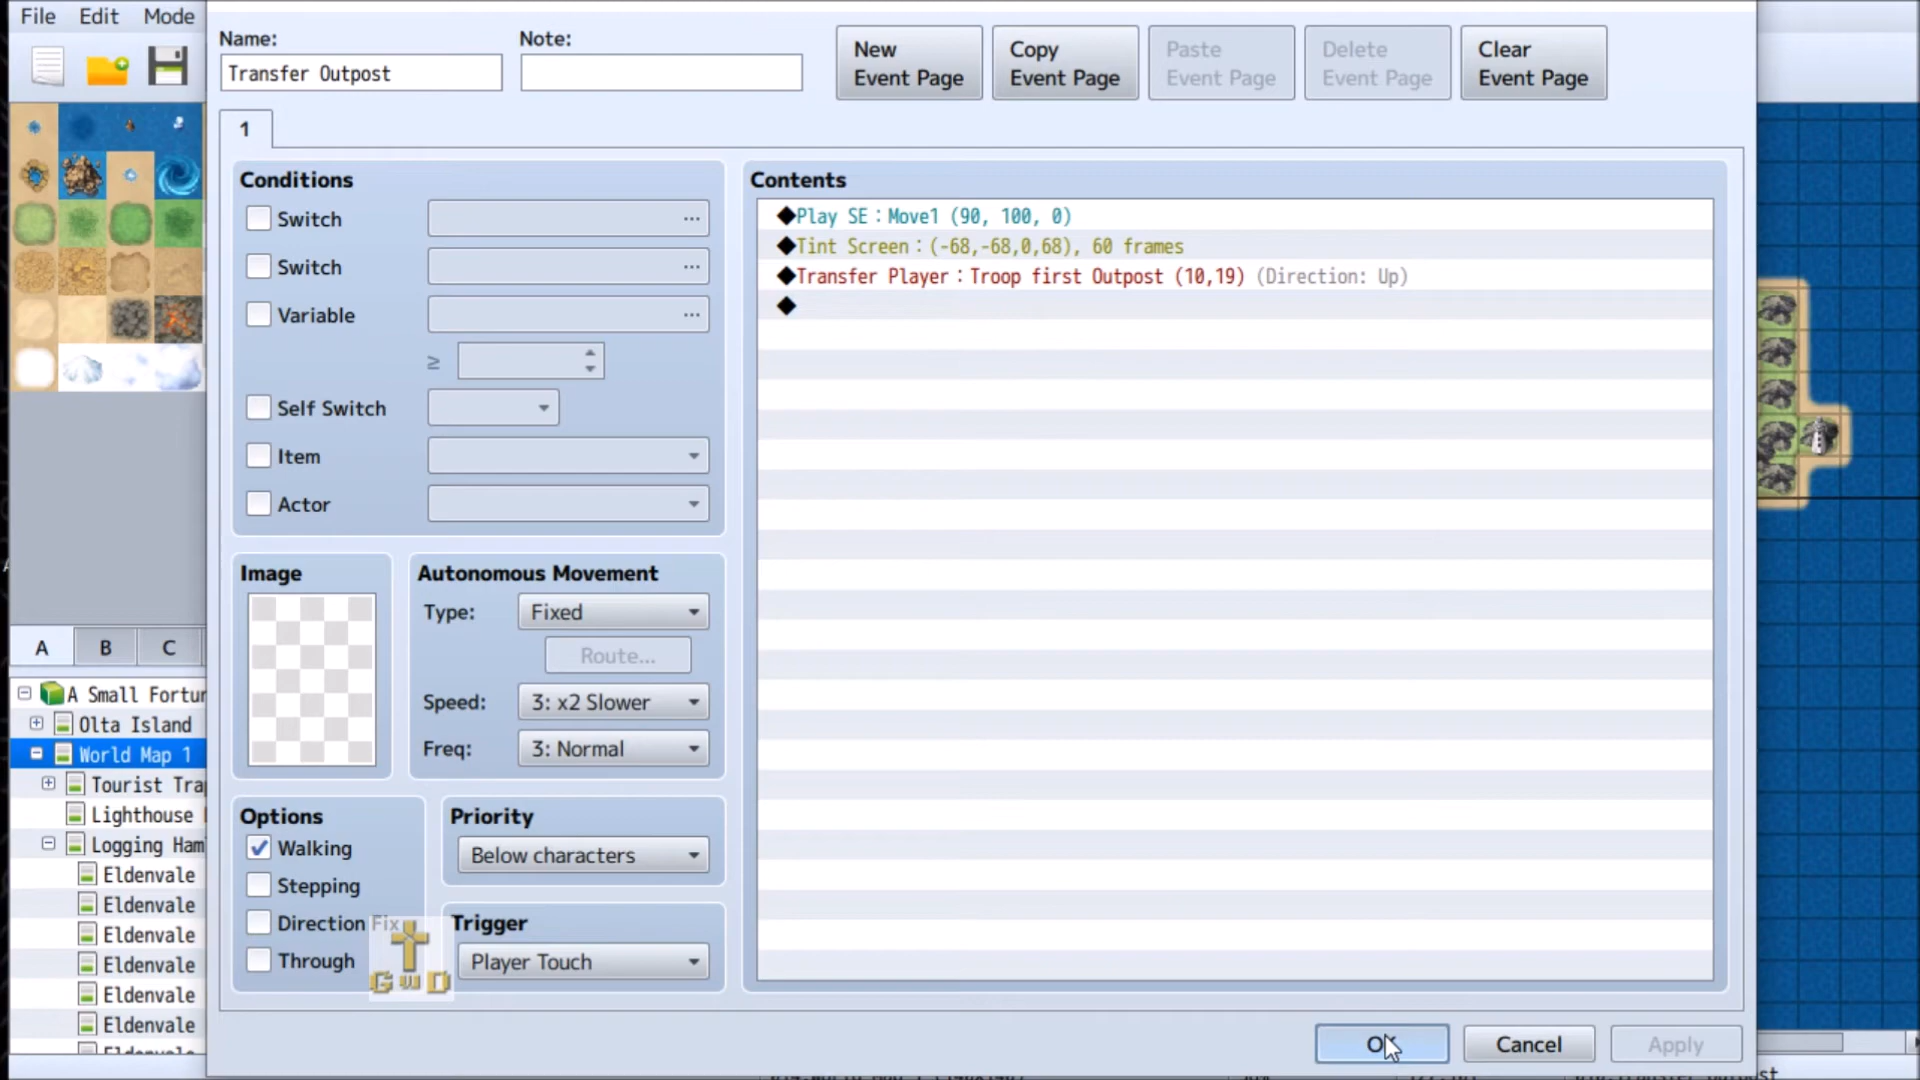 File Edit Mode
Name:
Note:
Transfer Outpost
New
Event Page
Copy
Event Page
Paste
Event Page
Delete
Event Page
Clear
Event Page
1
Conditions
Switch ...
Switch ...
Variable ...
≥
Self Switch
Item
Actor
Contents
◆Play SE：Move1 (90, 100, 0)
◆Tint Screen：(-68,-68,0,68), 60 frames
◆Transfer Player：Troop first Outpost (10,19) (Direction: Up)
◆
Image
Autonomous Movement
Type: Fixed
Route...
Speed: 3: x2 Slower
Freq: 3: Normal
Options
Walking
Stepping
Direction Fix
Through
Priority
Below characters
Trigger
Player Touch
GWD
A B C
A Small Fortun
Olta Island
World Map 1
Tourist Tra
Lighthouse
Logging Ham
Eldenvale
Eldenvale
Eldenvale
Eldenvale
Eldenvale
Eldenvale
OK Cancel Apply